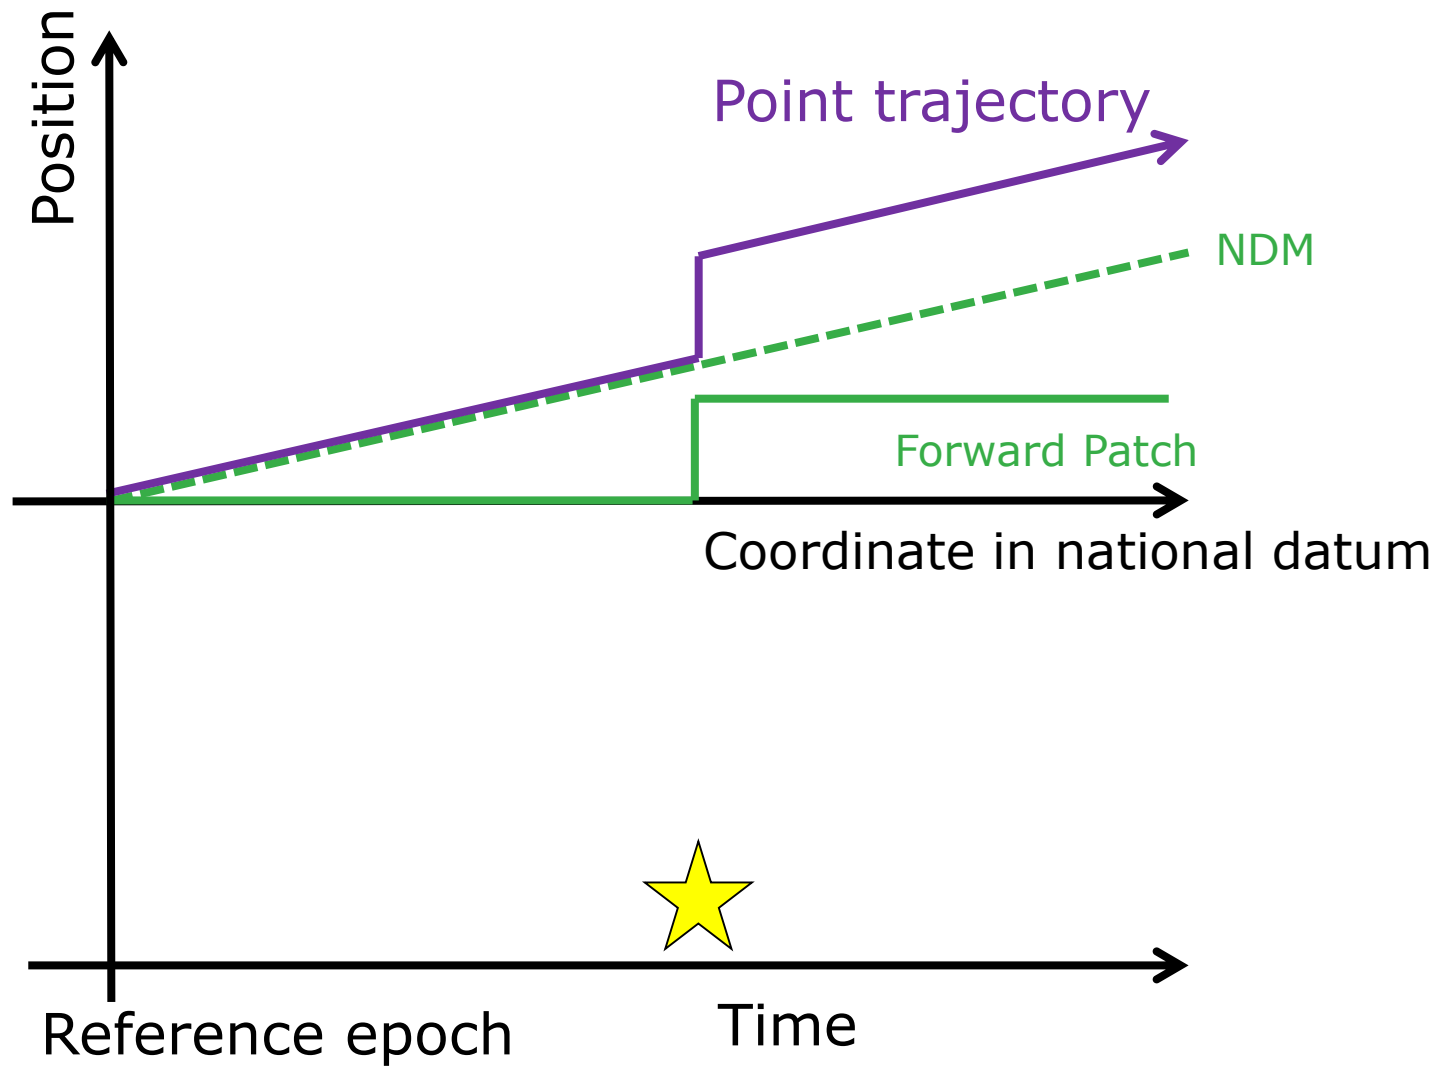 Position
Point trajectory
NDM
Forward Patch
Coordinate in national datum
Reference epoch
Time